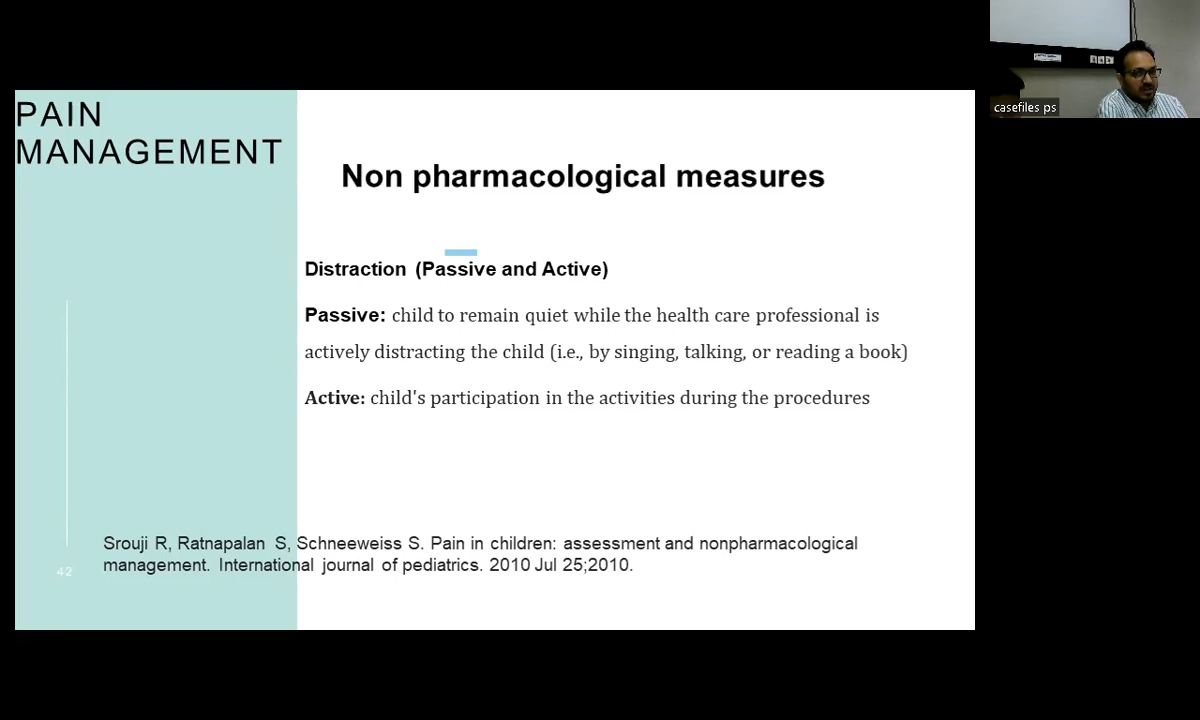 PAIN
MANAGEMENT
Non pharmacological measures
Distraction (Passive and Active)
Passive: child to remain quiet while the health care professional is
actively distracting the child (i.e., by singing, talking, or reading a book)
Active: child's participation in the activities during the procedures
Srouji R, Ratnapalan S, Schneeweiss S. Pain in children: assessment and nonpharmacological
management. International journal of pediatrics. 2010 Jul 25;2010.
42
casefiles ps